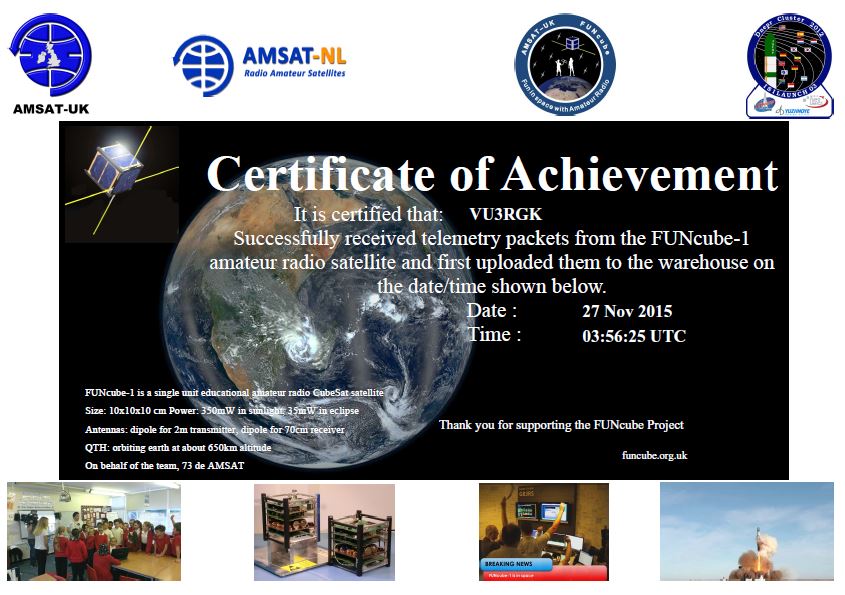 AMSAT-UK
AMSAT-NL
Radio Amateur Satellites
AMSAT-UK FUNcube
Fun in space with Amateur Radio
Dnepr Cluster 2012
ISILAUNCH 03
YUZHNOYE
Certificate of Achievement
It is certified that: VU3RGK
Successfully received telemetry packets from the FUNcube-1
amateur radio satellite and first uploaded them to the warehouse on
the date/time shown below.
Date : 27 Nov 2015
Time : 03:56:25 UTC
FUNcube-1 is a single unit educational amateur radio CubeSat satellite
Size: 10x10x10 cm Power: 350mW in sunlight, 35mW in eclipse
Antennas: dipole for 2m transmitter, dipole for 70cm receiver
QTH: orbiting earth at about 650km altitude
On behalf of the team, 73 de AMSAT
Thank you for supporting the FUNcube Project
funcube.org.uk
BREAKING NEWS
FUNcube-1 is in space